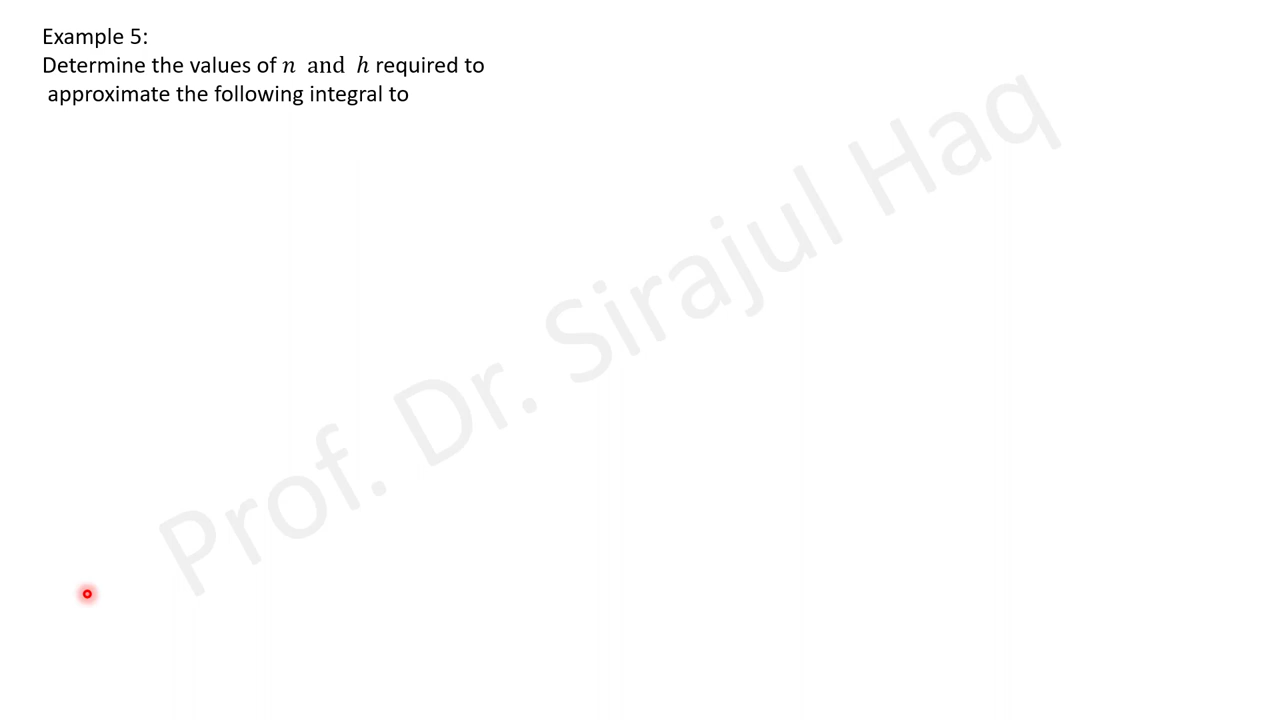 Example 5:
Determine the values of n and h required to
approximate the following integral to
Prof. Dr. Sirajul Haq